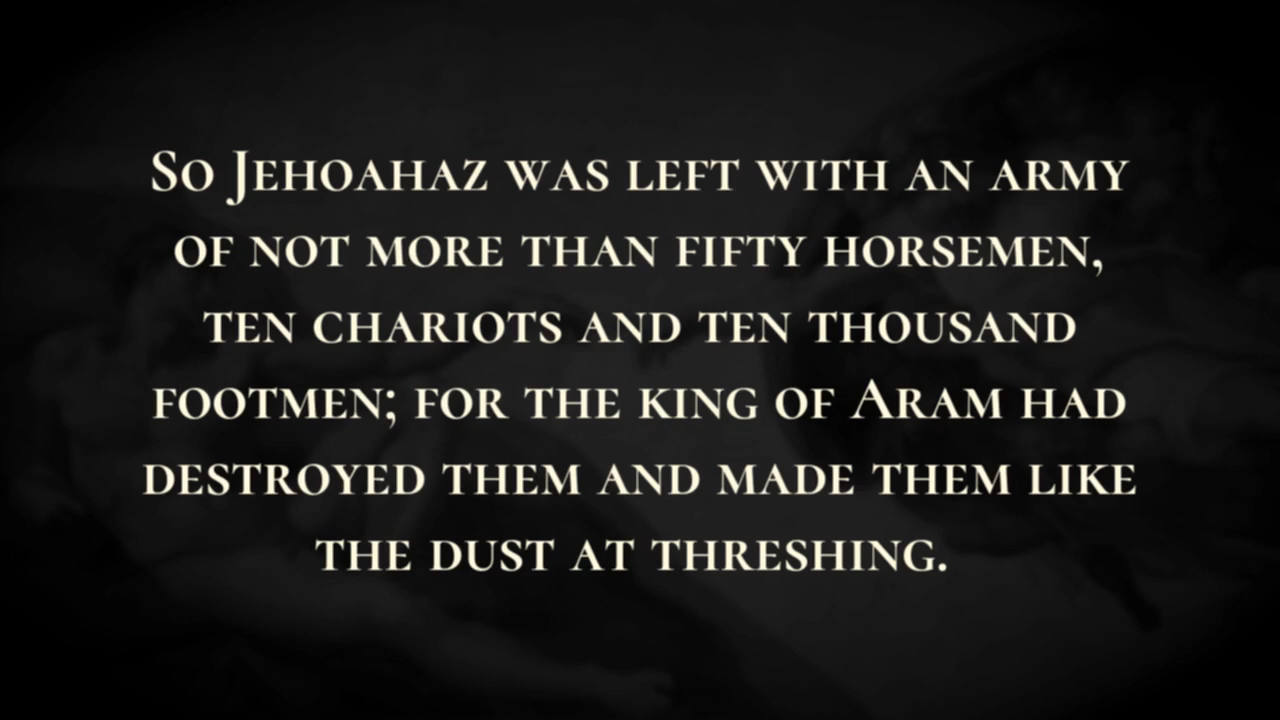 So Jehoahaz was left with an army
of not more than fifty horsemen,
ten chariots and ten thousand
footmen; for the king of Aram had
destroyed them and made them like
the dust at threshing.